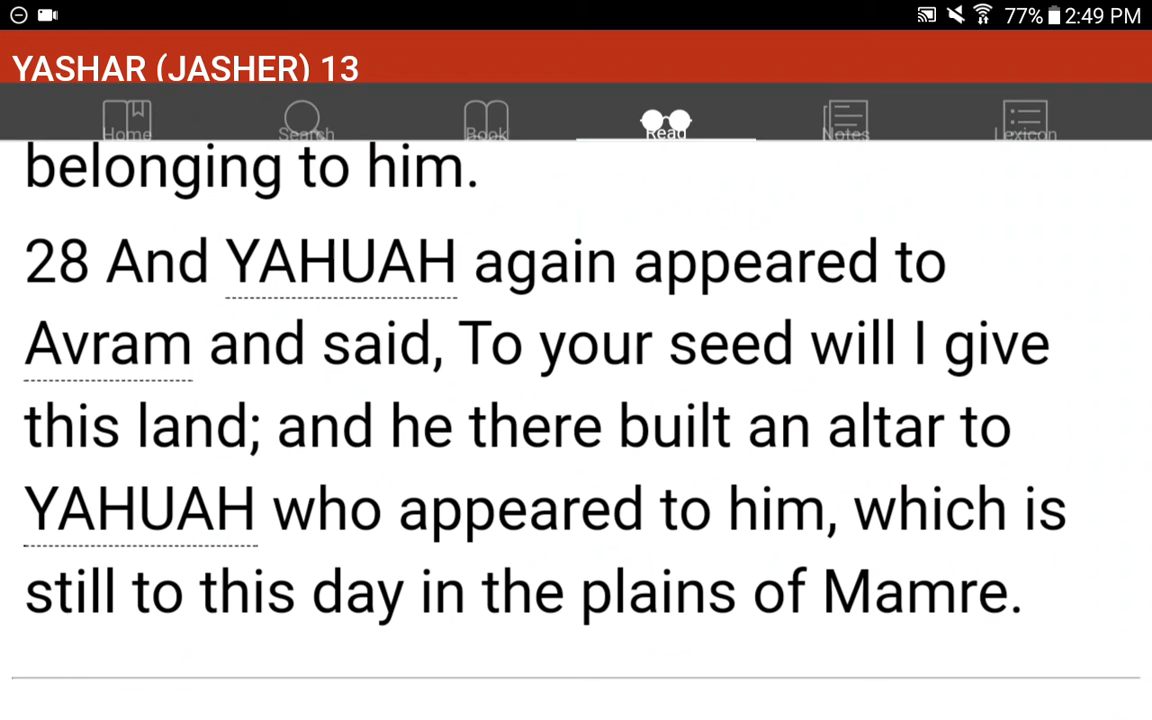 77% 2:49 PM
YASHAR (JASHER) 13
Home Search Book Read Notes Lexicon
belonging to him.
28 And YAHUAH again appeared to
Avram and said, To your seed will I give
this land; and he there built an altar to
YAHUAH who appeared to him, which is
still to this day in the plains of Mamre.